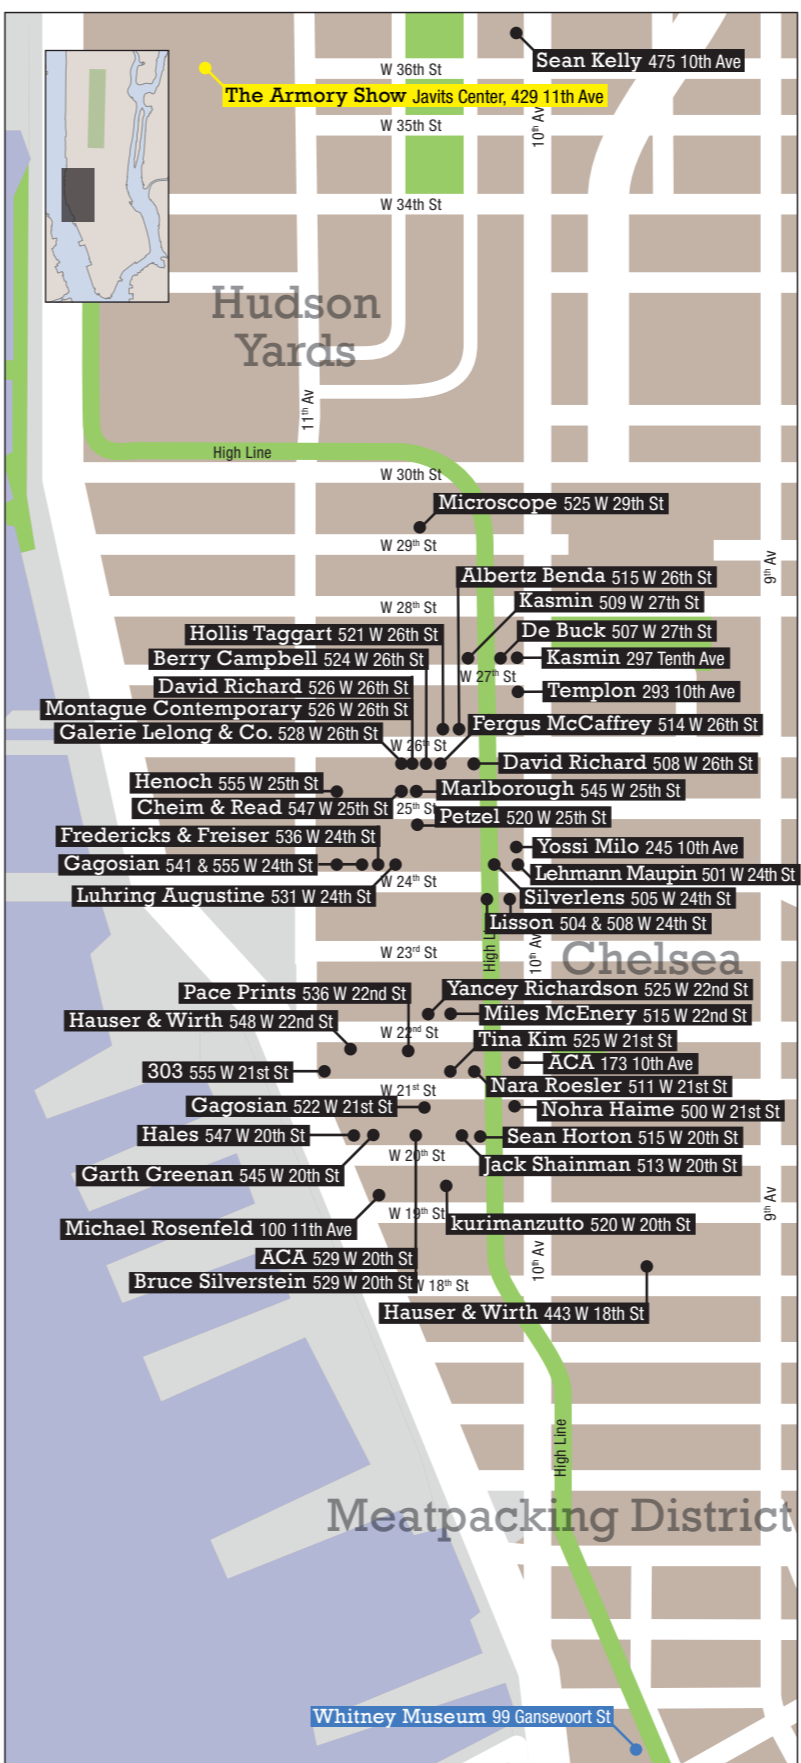 Sean Kelly 475 10th Ave
W 36th St
The Armory Show Javits Center, 429 11th Ave
W 35th St
10th Av
W 34th St
Hudson
Yards
11th Av
High Line
W 30th St
Microscope 525 W 29th St
W 29th St
9th Av
Albertz Benda 515 W 26th St
Kasmin 509 W 27th St
W 28th St
Hollis Taggart 521 W 26th St
De Buck 507 W 27th St
Berry Campbell 524 W 26th St
Kasmin 297 Tenth Ave
W 27th St
David Richard 526 W 26th St
Templon 293 10th Ave
Montague Contemporary 526 W 26th St
Fergus McCaffrey 514 W 26th St
Galerie Lelong & Co. 528 W 26th St
W 26th St
David Richard 508 W 26th St
Henoch 555 W 25th St
Marlborough 545 W 25th St
Cheim & Read 547 W 25th St
25th St
Petzel 520 W 25th St
Fredericks & Freiser 536 W 24th St
Yossi Milo 245 10th Ave
Gagosian 541 & 555 W 24th St
Lehmann Maupin 501 W 24th St
W 24th St
Luhring Augustine 531 W 24th St
Silverlens 505 W 24th St
Lisson 504 & 508 W 24th St
High L
10th Av
W 23rd St
Chelsea
Pace Prints 536 W 22nd St
Yancey Richardson 525 W 22nd St
Hauser & Wirth 548 W 22nd St
Miles McEnery 515 W 22nd St
W 22nd St
Tina Kim 525 W 21st St
303 555 W 21st St
ACA 173 10th Ave
Nara Roesler 511 W 21st St
W 21st St
Gagosian 522 W 21st St
Nohra Haime 500 W 21st St
Hales 547 W 20th St
Sean Horton 515 W 20th St
W 20th St
Garth Greenan 545 W 20th St
Jack Shainman 513 W 20th St
9th Av
W 19th St
Michael Rosenfeld 100 11th Ave
kurimanzutto 520 W 20th St
ACA 529 W 20th St
10th Av
Bruce Silverstein 529 W 20th St
W 18th St
Hauser & Wirth 443 W 18th St
High Line
Meatpacking District
Whitney Museum 99 Gansevoort St